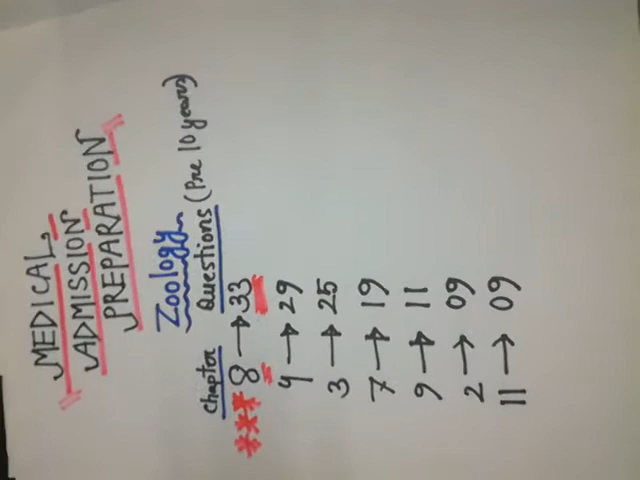 MEDICAL
ADMISSION
PREPARATION
Zoology
Chapter Questions (Pre 10 years)
*** 8 → 33
4 → 29
3 → 25
7 → 19
9 → 11
2 → 09
11 → 09